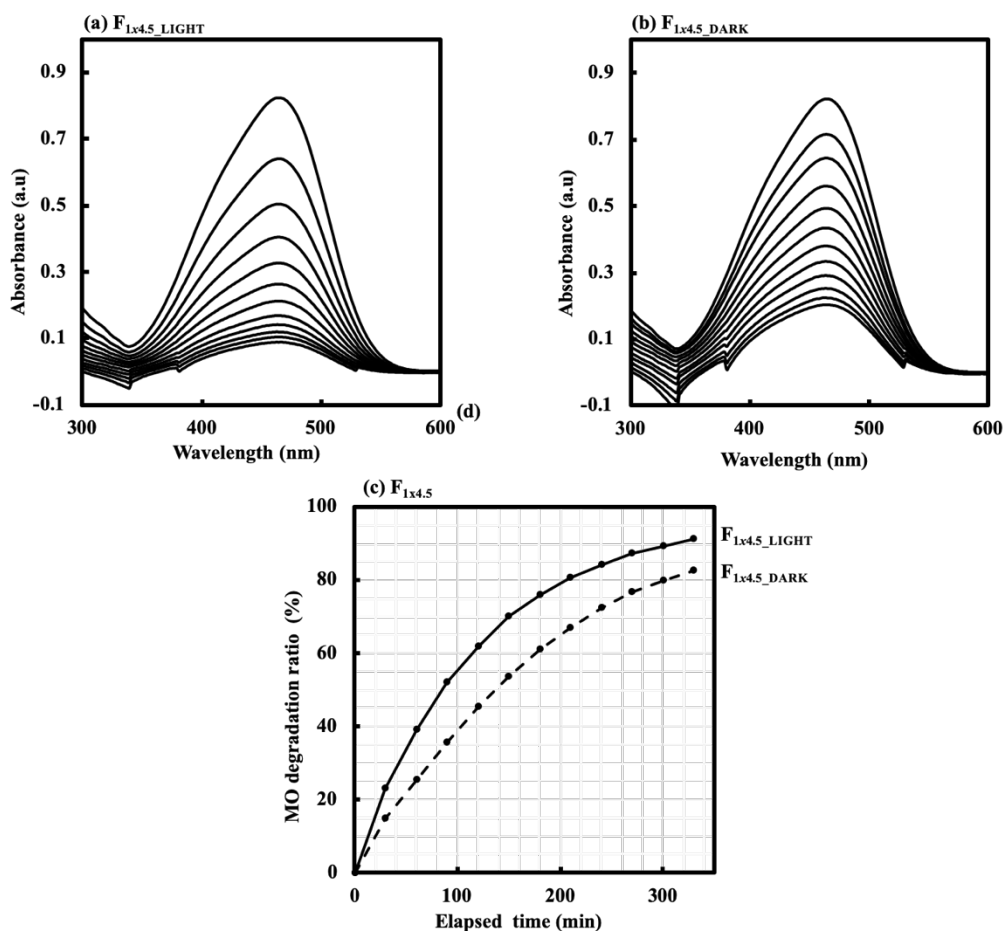 (a) F1x4.5_LIGHT
Absorbance (a.u)
0.9
0.7
0.5
0.3
0.1
-0.1
300 400 500 600
Wavelength (nm)
(b) F1x4.5_DARK
Absorbance (a.u)
0.9
0.7
0.5
0.3
0.1
-0.1
300 400 500 600
Wavelength (nm)
(d)
(c) F1x4.5
MO degradation ratio (%)
100
80
60
40
20
0
0 100 200 300
Elapsed time (min)
F1x4.5_LIGHT
F1x4.5_DARK